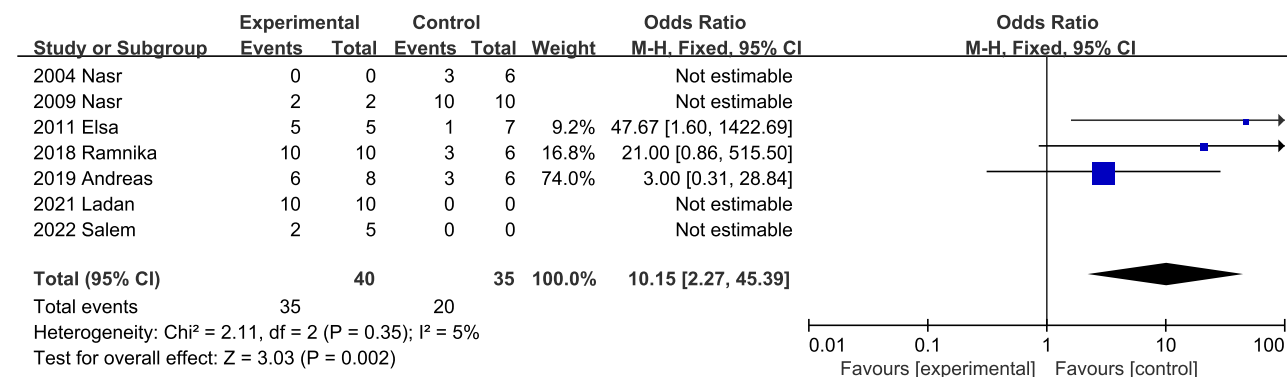 Experimental Control Odds Ratio Odds Ratio
Study or Subgroup Events Total Events Total Weight M-H, Fixed, 95% CI M-H, Fixed, 95% CI
2004 Nasr 0 0 3 6 Not estimable
2009 Nasr 2 2 10 10 Not estimable
2011 Elsa 5 5 1 7 9.2% 47.67 [1.60, 1422.69]
2018 Ramnika 10 10 3 6 16.8% 21.00 [0.86, 515.50]
2019 Andreas 6 8 3 6 74.0% 3.00 [0.31, 28.84]
2021 Ladan 10 10 0 0 Not estimable
2022 Salem 2 5 0 0 Not estimable
Total (95% CI) 40 35 100.0% 10.15 [2.27, 45.39]
Total events 35 20
Heterogeneity: Chi² = 2.11, df = 2 (P = 0.35); I² = 5%
Test for overall effect: Z = 3.03 (P = 0.002)
0.01 0.1 1 10 100
Favours [experimental] Favours [control]